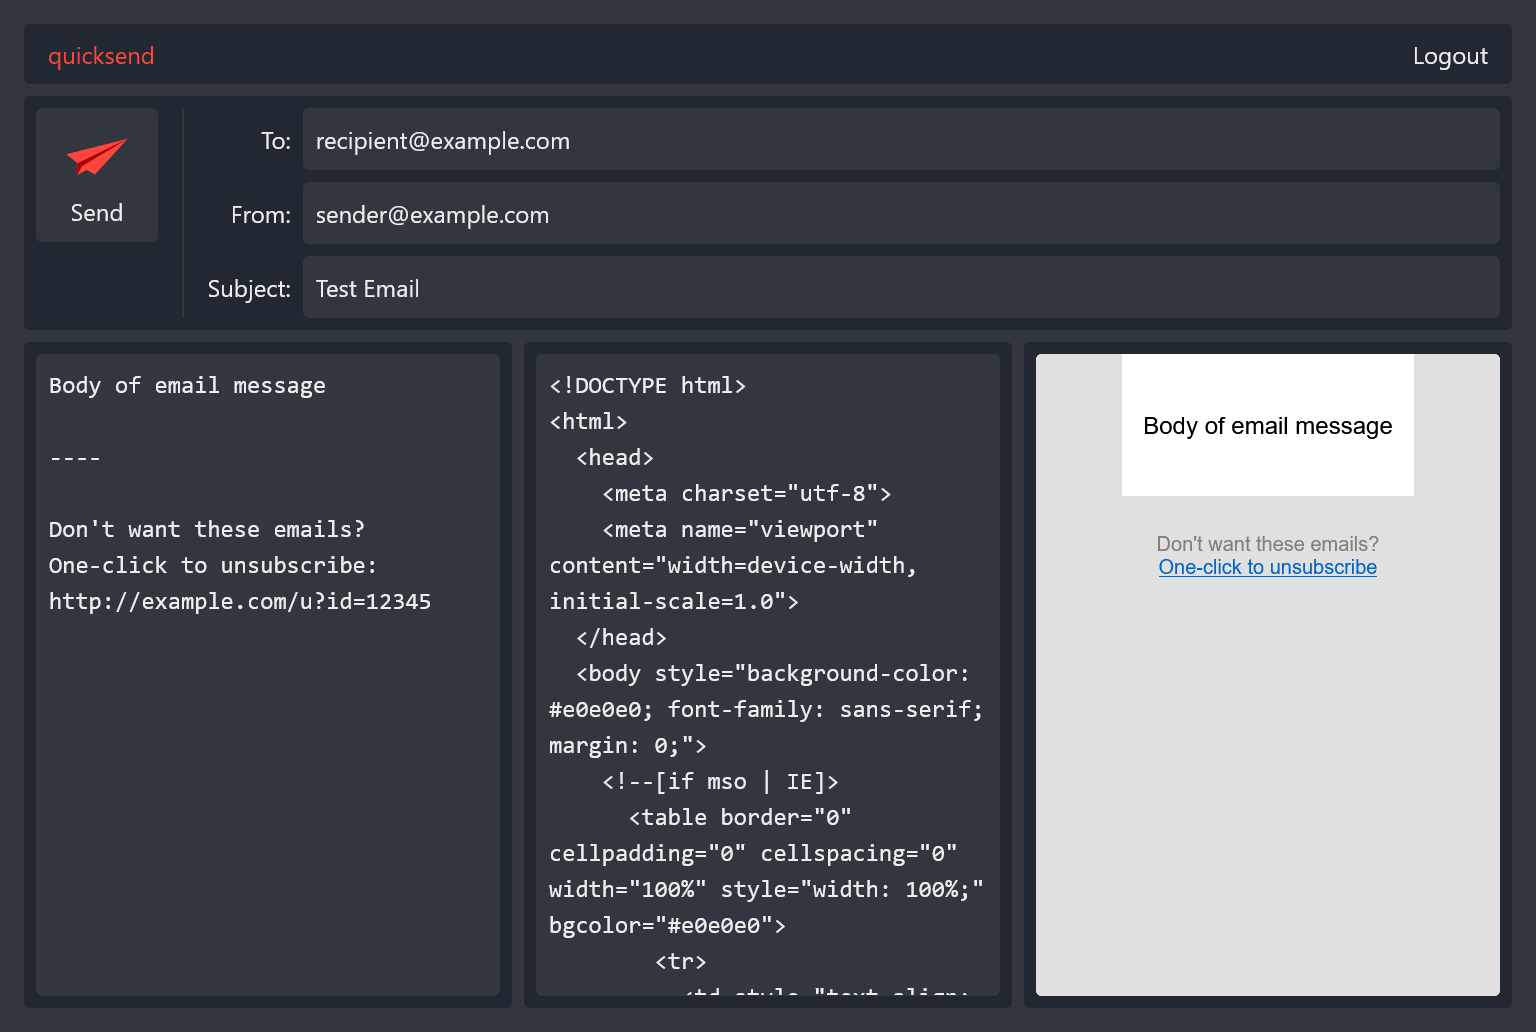 quicksend
Logout
Send
To:
recipient@example.com
From:
sender@example.com
Subject:
Test Email
Body of email message
----
Don't want these emails?
One-click to unsubscribe:
http://example.com/u?id=12345
<!DOCTYPE html>
<html>
<head>
<meta charset="utf-8">
<meta name="viewport"
content="width=device-width,
initial-scale=1.0">
</head>
<body style="background-color:
#e0e0e0; font-family: sans-serif;
margin: 0;">
<!--[if mso | IE]>
<table border="0"
cellpadding="0" cellspacing="0"
width="100%" style="width: 100%;"
bgcolor="#e0e0e0">
<tr>
<td style="text-align:
Body of email message
Don't want these emails?
One-click to unsubscribe